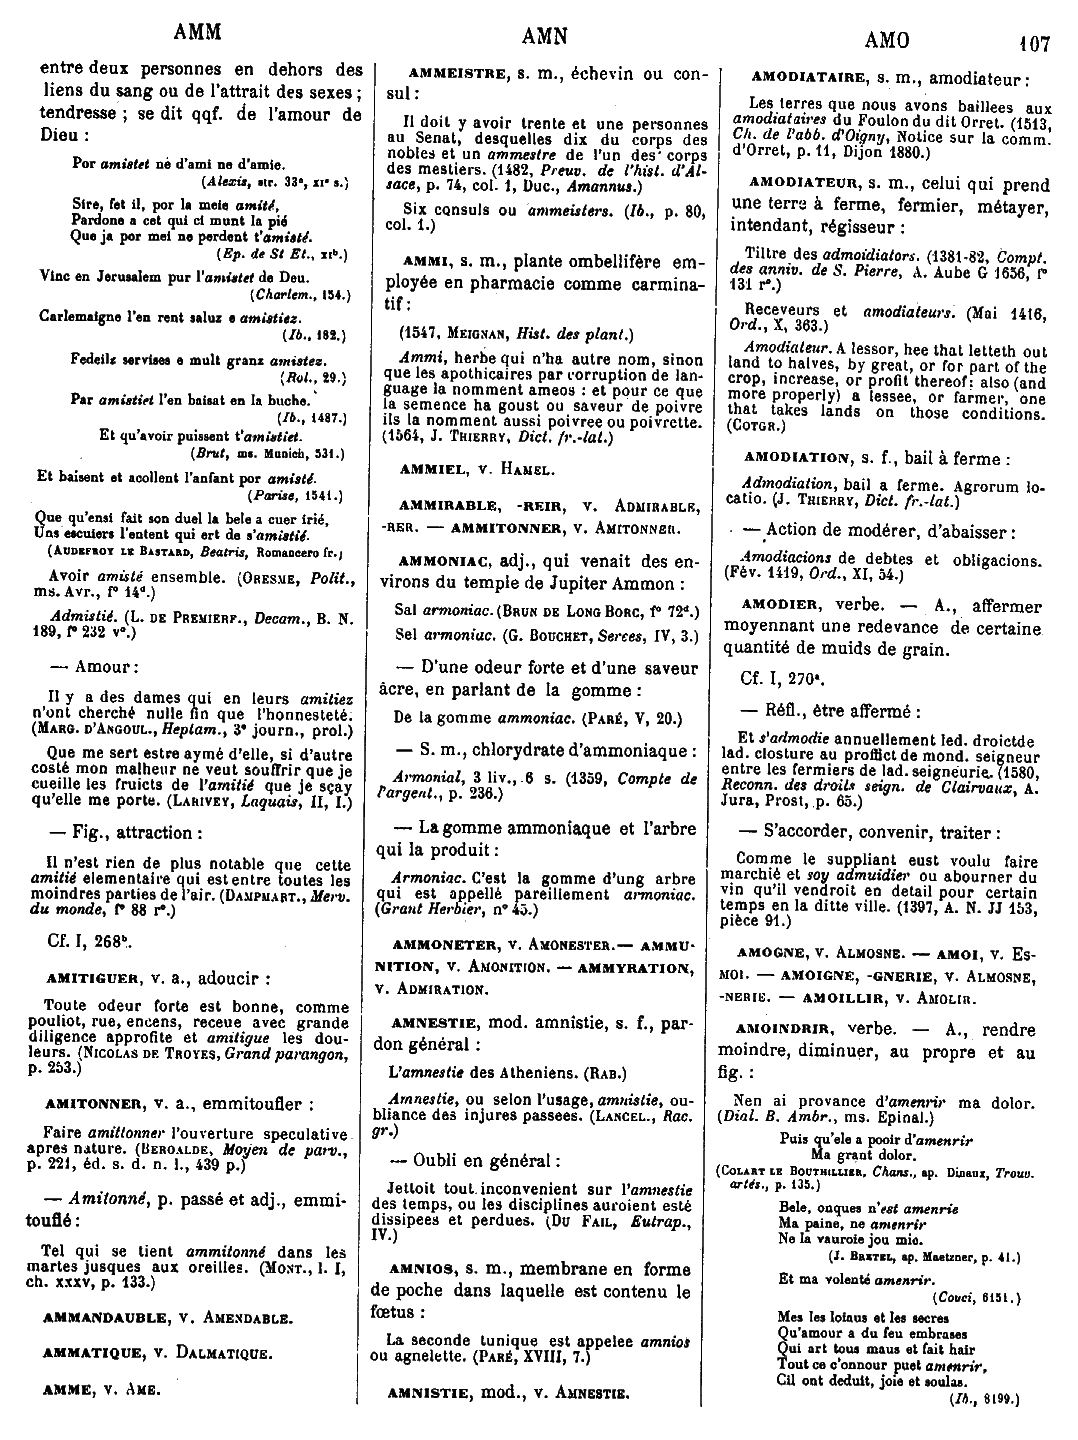 AMM
AMN
AMO
107
entre deux personnes en dehors des
liens du sang ou de l'attrait des sexes ;
tendresse ; se dit qqf. de l'amour de
Dieu :
Por amistet né d'ami ne d'amie.
(Alexis, str. 33e, xie s.)
Sire, fet il, por la meie amité,
Pardone a cet qui ci munt la pié
Que ja por mei ne perdent t'amisté.
(Ep. de St Et., xiie.)
Vinc en Jerusalem pur l'amistet de Deu.
(Charlem., 154.)
Carlemaigne l'en rent saluz e amistiez.
(Ib., 182.)
Fedeilz servises e mult granz amistez.
(Rol., 29.)
Par amistiet l'en baisat en la buche.
(Ib., 1487.)
Et qu'avoir puissent t'amistiet.
(Brut, ms. Munich, 531.)
Et baisent et acollent l'anfant por amisté.
(Parise, 1541.)
Que qu'ensi fait son duel la bele a cuer irié,
Uns escuiers l'entent qui ert de s'amistié.
(AUDEFROY LE BASTARD, Beatris, Romancero fr.)
Avoir amisté ensemble. (ORESME, Polit.,
ms. Avr., f° 14d.)
Admistié. (L. DE PREMIERF., Decam., B. N.
189, f° 232 v°.)
— Amour :
Il y a des dames qui en leurs amitiez
n'ont cherché nulle fin que l'honnesteté.
(MARG. D'ANGOUL., Heptam., 3e journ., prol.)
Que me sert estre aymé d'elle, si d'autre
costé mon malheur ne veut souffrir que je
cueille les fruicts de l'amitié que je sçay
qu'elle me porte. (LARIVEY, Laquais, II, I.)
— Fig., attraction :
Il n'est rien de plus notable que cette
amitié elementaire qui est entre toutes les
moindres parties de l'air. (DAMPMART., Merv.
du monde, f° 88 r°.)
Cf. I, 268b.
AMITIGUER, v. a., adoucir :
Toute odeur forte est bonne, comme
pouliot, rue, encens, receue avec grande
diligence approfite et amitigue les dou-
leurs. (NICOLAS DE TROYES, Grand parangon,
p. 253.)
AMITONNER, v. a., emmitoufler :
Faire amittonner l'ouverture speculative
apres nature. (BEROALDE, Moyen de parv.,
p. 221, éd. s. d. n. l., 439 p.)
— Amitonné, p. passé et adj., emmi-
touflé :
Tel qui se tient ammitonné dans les
martes jusques aux oreilles. (MONT., l. I,
ch. xxxv, p. 133.)
AMMANDAUBLE, v. AMENDABLE.
AMMATIQUE, v. DALMATIQUE.
AMME, v. AME.
AMMEISTRE, s. m., échevin ou con-
sul :
Il doit y avoir trente et une personnes
au Senat, desquelles dix du corps des
nobles et un ammestre de l'un des corps
des mestiers. (1482, Preuv. de l'hist. d'Al-
sace, p. 74, col. 1, Duc., Amannus.)
Six consuls ou ammeisters. (Ib., p. 80,
col. 1.)
AMMI, s. m., plante ombellifère em-
ployée en pharmacie comme carmina-
tif :
(1547, MEIGNAN, Hist. des plant.)
Ammi, herbe qui n'ha autre nom, sinon
que les apothicaires par corruption de lan-
guage la nomment ameos : et pour ce que
la semence ha goust ou saveur de poivre
ils la nomment aussi poivree ou poivrette.
(1564, J. THIERRY, Dict. fr.-lat.)
AMMIEL, v. HAMEL.
AMMIRABLE, -REIR, v. ADMIRABLE,
-RER. — AMMITONNER, v. AMITONNER.
AMMONIAC, adj., qui venait des en-
virons du temple de Jupiter Ammon :
Sal armoniac. (BRUN DE LONG BORC, f° 72d.)
Sel armoniac. (G. BOUCHET, Serees, IV, 3.)
— D'une odeur forte et d'une saveur
âcre, en parlant de la gomme :
De la gomme ammoniac. (PARÉ, V, 20.)
— S. m., chlorydrate d'ammoniaque :
Armonial, 3 liv., 6 s. (1359, Compte de
l'argent., p. 236.)
— La gomme ammoniaque et l'arbre
qui la produit :
Armoniac. C'est la gomme d'ung arbre
qui est appellé pareillement armoniac.
(Grant Herbier, n° 45.)
AMMONETER, v. AMONESTER. — AMMU-
NITION, v. AMONITION. — AMMYRATION,
v. ADMIRATION.
AMNESTIE, mod. amnistie, s. f., par-
don général :
L'amnestie des Atheniens. (RAB.)
Amnestie, ou selon l'usage, amnistie, ou-
bliance des injures passees. (LANCEL., Rac.
gr.)
— Oubli en général :
Jettoit tout inconvenient sur l'amnestie
des temps, ou les disciplines auroient esté
dissipees et perdues. (DU FAIL, Eutrap.,
IV.)
AMNIOS, s. m., membrane en forme
de poche dans laquelle est contenu le
fœtus :
La seconde tunique est appelee amnios
ou agnelette. (PARÉ, XVIII, 7.)
AMNISTIE, mod., v. AMNESTIE.
AMODIATAIRE, s. m., amodiateur :
Les terres que nous avons baillees aux
amodiataires du Foulon du dit Orret. (1513,
Ch. de l'abb. d'Oigny, Notice sur la comm.
d'Orret, p. 11, Dijon 1880.)
AMODIATEUR, s. m., celui qui prend
une terre à ferme, fermier, métayer,
intendant, régisseur :
Tiltre des admoidiators. (1381-82, Compt.
des anniv. de S. Pierre, A. Aube G 1656, f°
131 r°.)
Receveurs et amodiateurs. (Mai 1416,
Ord., X, 363.)
Amodiateur. A lessor, hee that letteth out
land to halves, by great, or for part of the
crop, increase, or profit thereof : also (and
more properly) a lessee, or farmer, one
that takes lands on those conditions.
(COTGR.)
AMODIATION, s. f., bail à ferme :
Admodiation, bail a ferme. Agrorum lo-
catio. (J. THIERRY, Dict. fr.-lat.)
— Action de modérer, d'abaisser :
Amodiacions de debtes et obligacions.
(Fév. 1419, Ord., XI, 54.)
AMODIER, verbe. — A., affermer
moyennant une redevance de certaine
quantité de muids de grain.
Cf. I, 270a.
— Réfl., être affermé :
Et s'admodie annuellement led. droictde
lad. closture au proffict de mond. seigneur
entre les fermiers de lad. seigneurie. (1580,
Reconn. des droits seign. de Clairvaux, A.
Jura, Prost, p. 65.)
— S'accorder, convenir, traiter :
Comme le suppliant eust voulu faire
marchié et soy admuidier ou abourner du
vin qu'il vendroit en detail pour certain
temps en la ditte ville. (1397, A. N. JJ 153,
pièce 91.)
AMOGNE, v. ALMOSNE. — AMOI, v. ES-
MOI. — AMOIGNE, -GNERIE, v. ALMOSNE,
-NERIE. — AMOILLIR, v. AMOLIR.
AMOINDRIR, verbe. — A., rendre
moindre, diminuer, au propre et au
fig. :
Nen ai provance d'amenrir ma dolor.
(Dial. B. Ambr., ms. Epinal.)
Puis qu'ele a pooir d'amenrir
Ma grant dolor.
(COLART LE BOUTHILLIER, Chans., ap. Dinaux, Trouv.
artés., p. 135.)
Bele, onques n'est amenrie
Ma paine, ne amenrir
Ne la vauroie jou mie.
(J. BRETEL, ap. Maetzner, p. 41.)
Et ma volenté amenrir.
(Couci, 6151.)
Mes les loiaus et les secres
Qu'amour a du feu embrases
Qui art tous maus et fait hair
Tout ce c'onnour puet amenrir,
Cil ont deduit, joie et soulas.
(Ib., 8199.)